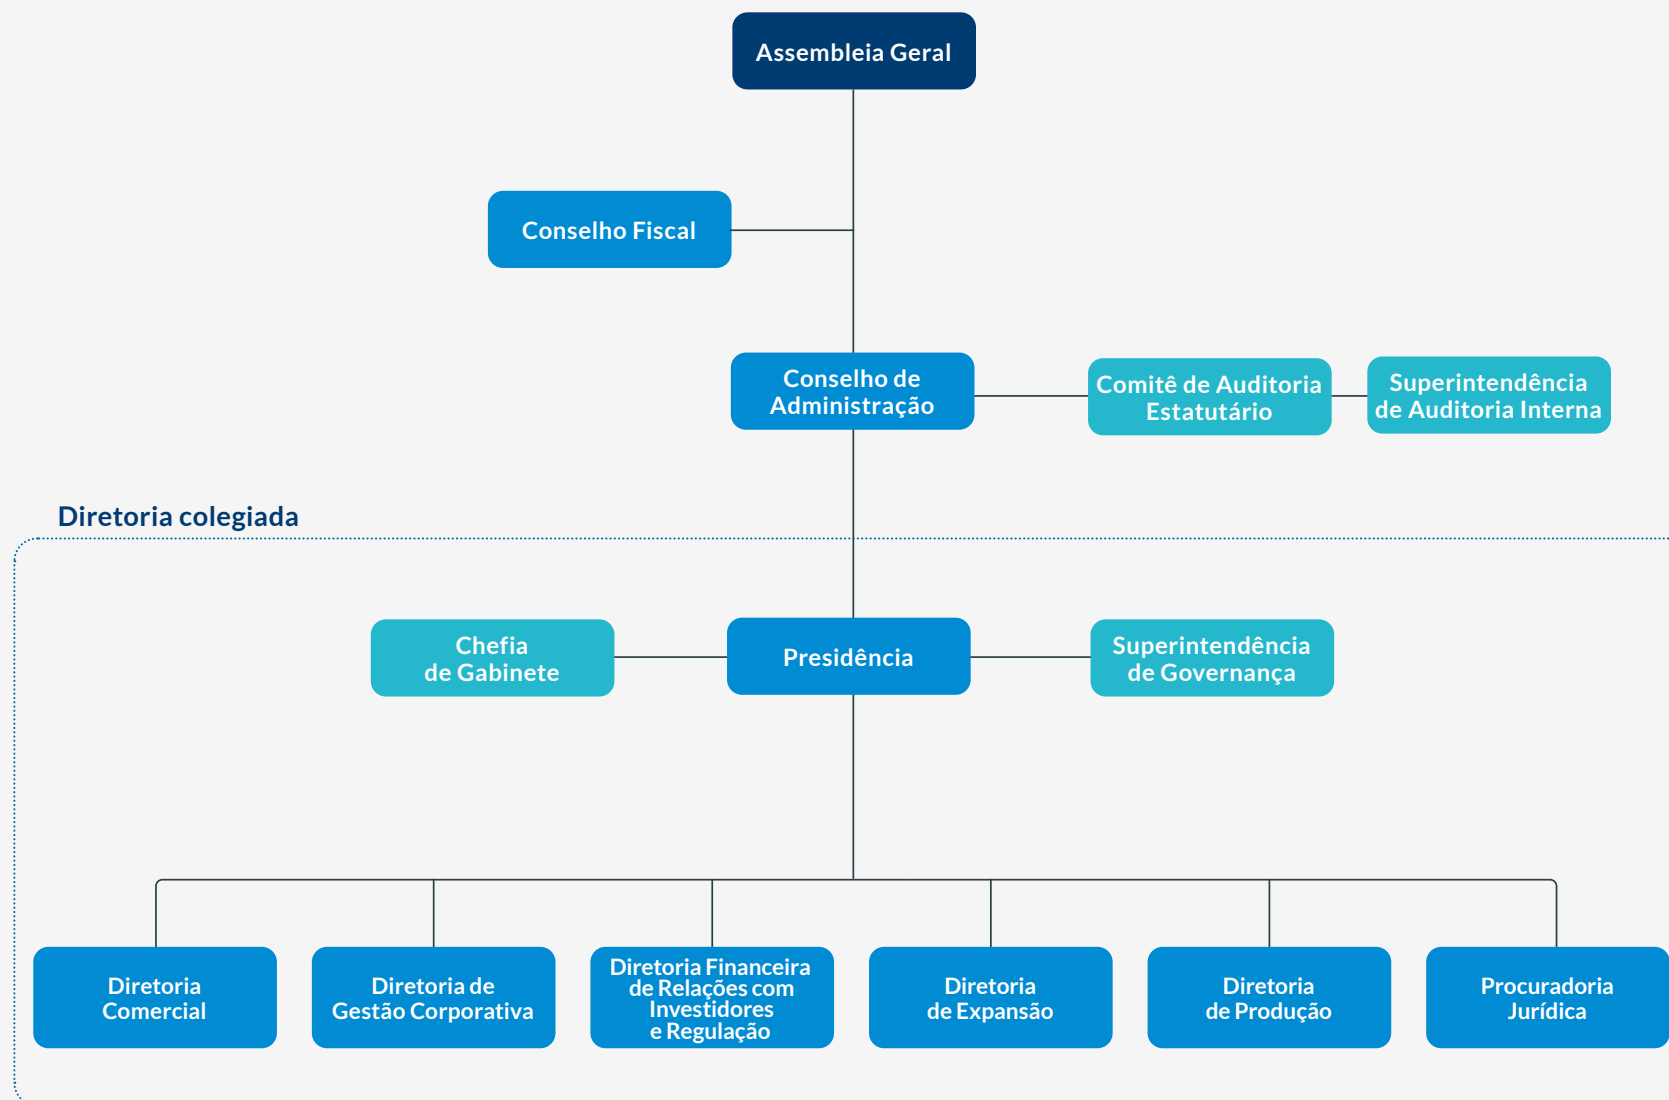 Assembleia Geral
Conselho Fiscal
Conselho de
Administração
Comitê de Auditoria
Estatutário
Superintendência
de Auditoria Interna
Diretoria colegiada
Chefia
de Gabinete
Presidência
Superintendência
de Governança
Diretoria
Comercial
Diretoria de
Gestão Corporativa
Diretoria Financeira
de Relações com
Investidores
e Regulação
Diretoria
de Expansão
Diretoria
de Produção
Procuradoria
Jurídica